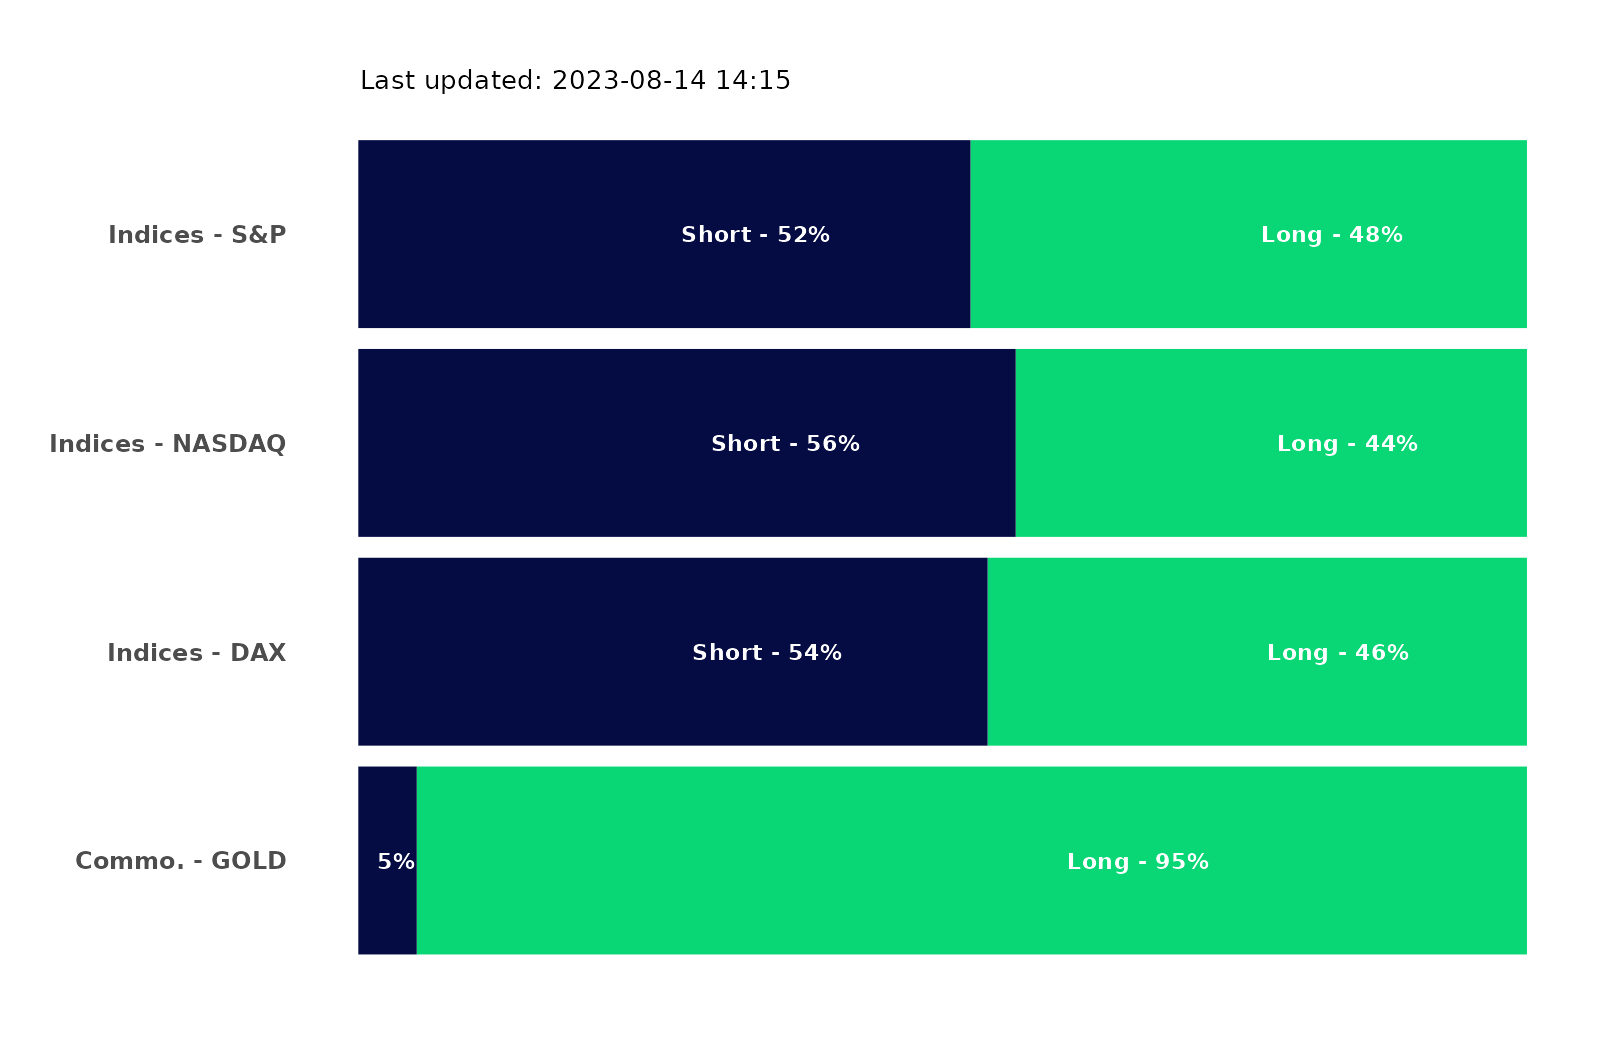 Last updated: 2023-08-14 14:15
Indices - S&P Short - 52% Long - 48%
Indices - NASDAQ Short - 56% Long - 44%
Indices - DAX Short - 54% Long - 46%
Commo. - GOLD 5% Long - 95%